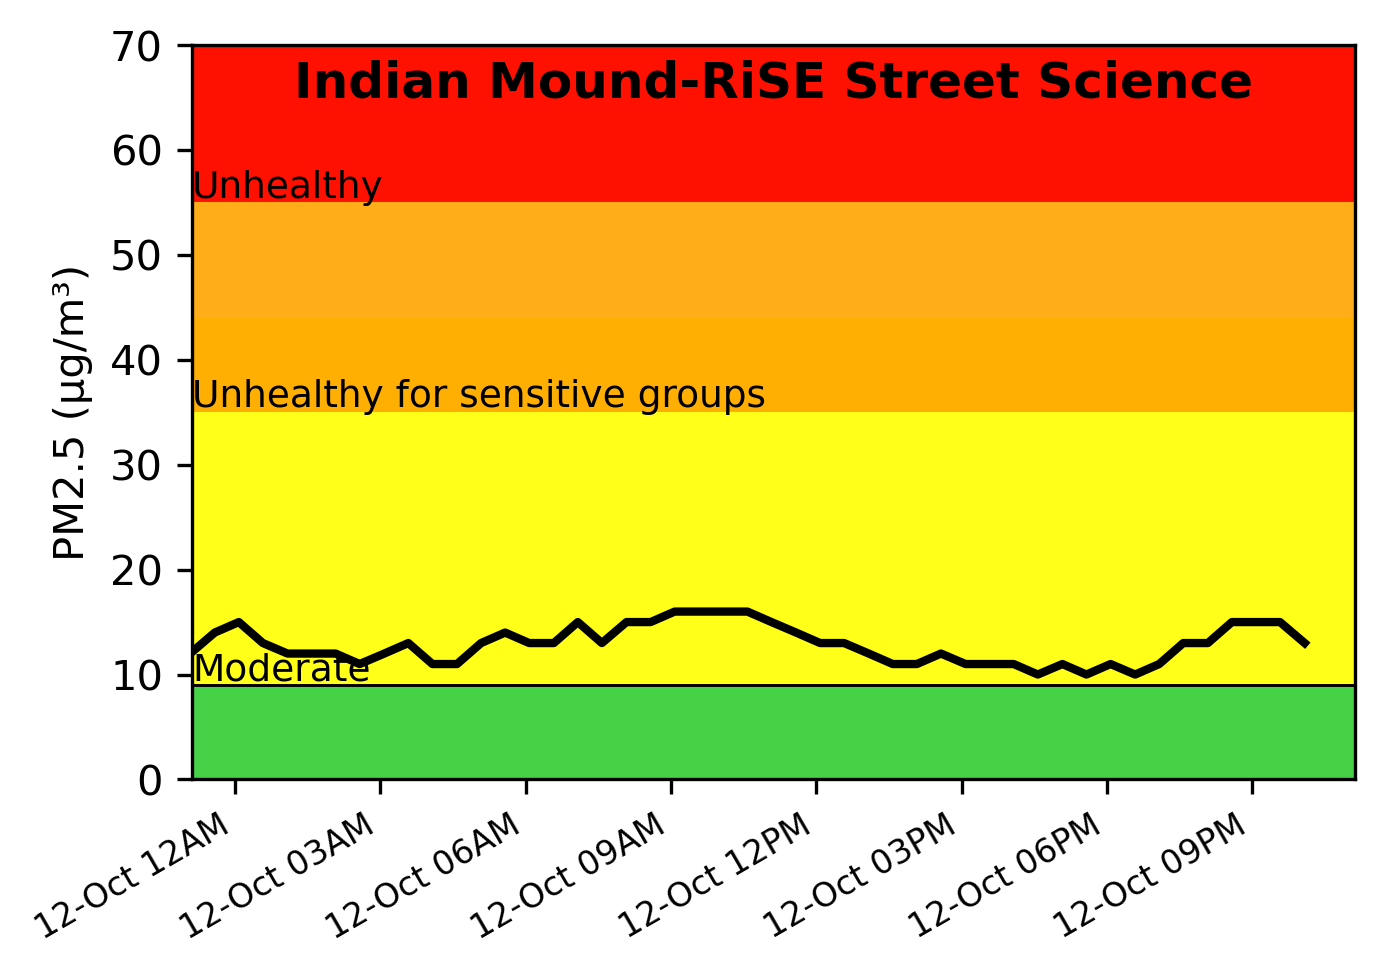 Indian Mound-RiSE Street Science
PM2.5 (µg/m³)
70
60
50
40
30
20
10
0
Unhealthy
Unhealthy for sensitive groups
Moderate
12-Oct 12AM
12-Oct 03AM
12-Oct 06AM
12-Oct 09AM
12-Oct 12PM
12-Oct 03PM
12-Oct 06PM
12-Oct 09PM